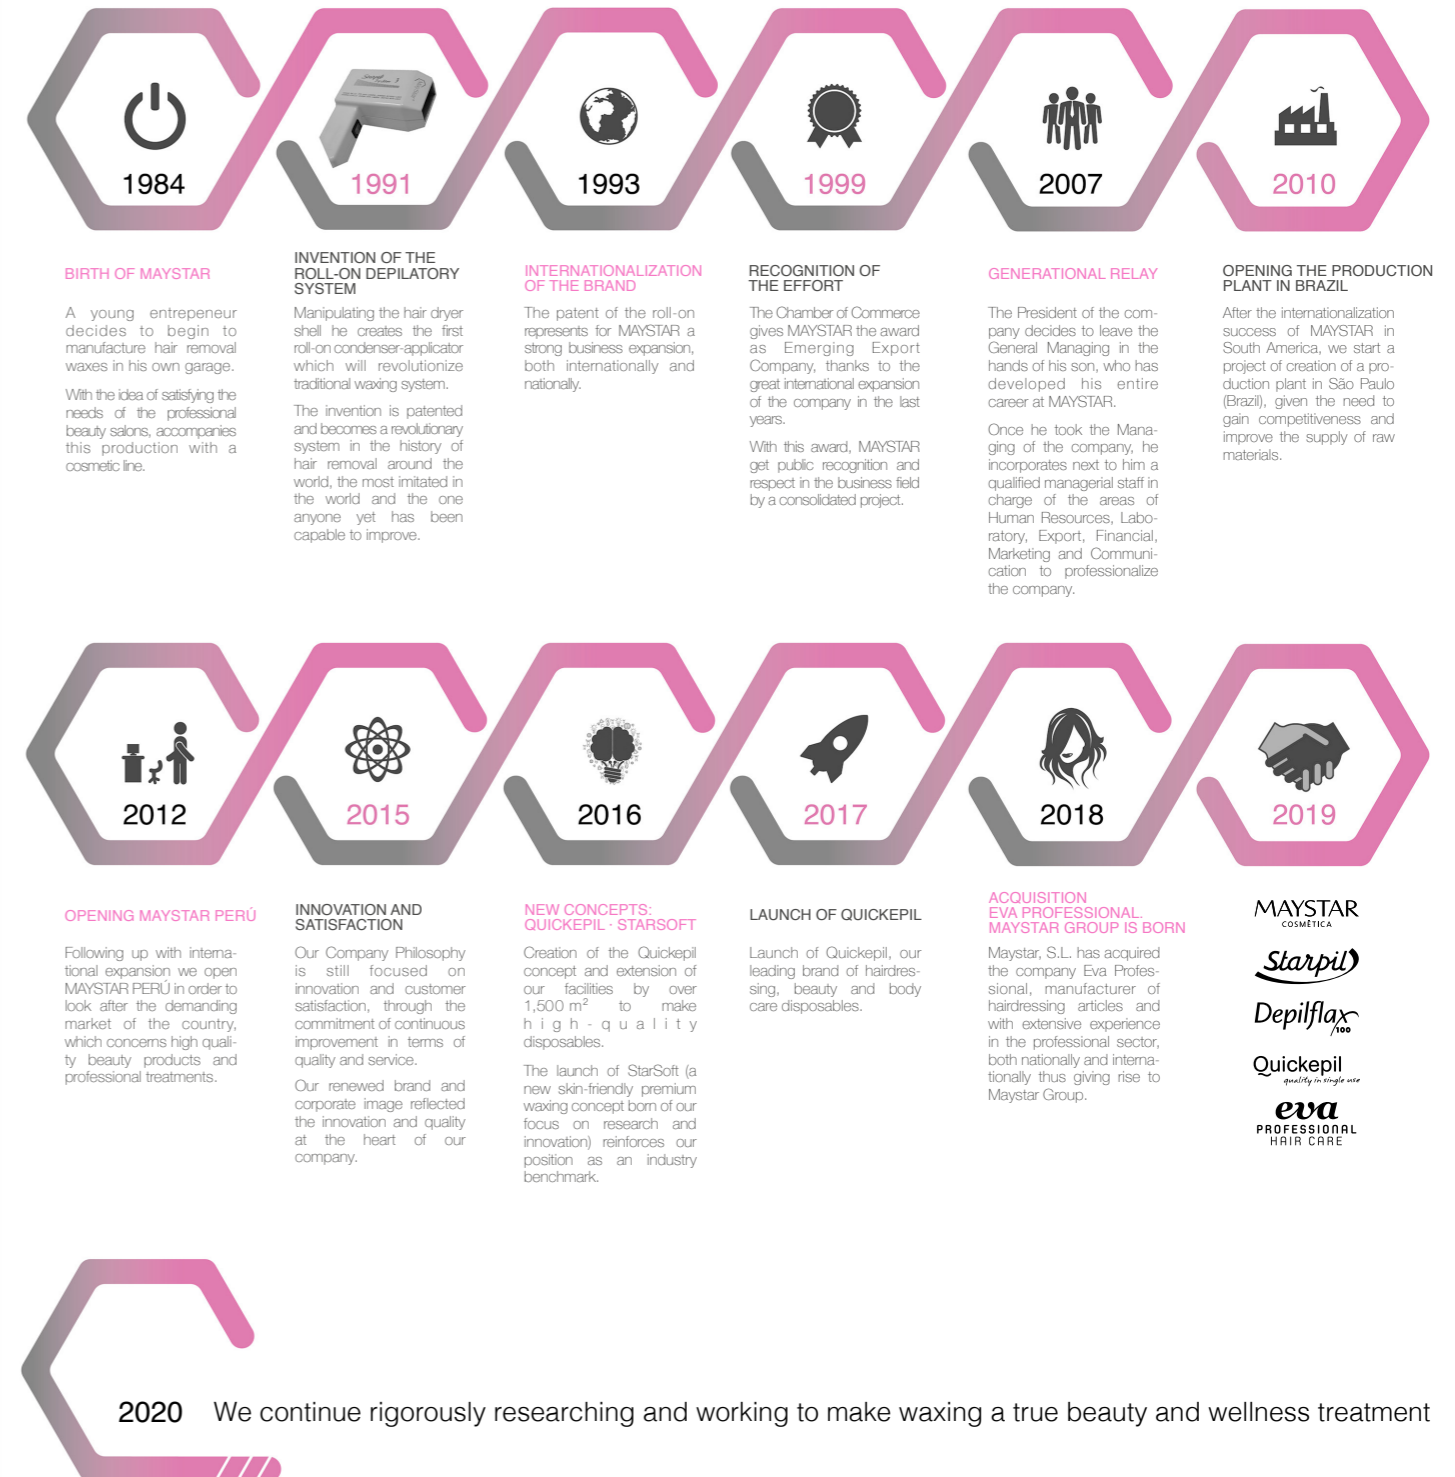 1984
BIRTH OF MAYSTAR
A young entrepeneur
decides to begin to
manufacture hair removal
waxes in his own garage.
With the idea of satisfying the
needs of the professional
beauty salons, accompanies
this production with a
cosmetic line.
1991
INVENTION OF THE
ROLL-ON DEPILATORY
SYSTEM
Manipulating the hair dryer
shell he creates the first
roll-on condenser-applicator
which will revolutionize
traditional waxing system.
The invention is patented
and becomes a revolutionary
system in the history of
hair removal around the
world, the most imitated in
the world and the one
anyone yet has been
capable to improve.
1993
INTERNATIONALIZATION
OF THE BRAND
The patent of the roll-on
represents for MAYSTAR a
strong business expansion,
both internationally and
nationally.
1999
RECOGNITION OF
THE EFFORT
The Chamber of Commerce
gives MAYSTAR the award
as Emerging Export
Company, thanks to the
great international expansion
of the company in the last
years.
With this award, MAYSTAR
get public recognition and
respect in the business field
by a consolidated project.
2007
GENERATIONAL RELAY
The President of the com-
pany decides to leave the
General Managing in the
hands of his son, who has
developed his entire
career at MAYSTAR.
Once he took the Mana-
ging of the company, he
incorporates next to him a
qualified managerial staff in
charge of the areas of
Human Resources, Labo-
ratory, Export, Financial,
Marketing and Communi-
cation to professionalize
the company.
2010
OPENING THE PRODUCTION
PLANT IN BRAZIL
After the internationalization
success of MAYSTAR in
South America, we start a
project of creation of a pro-
duction plant in São Paulo
(Brazil), given the need to
gain competitiveness and
improve the supply of raw
materials.
2012
OPENING MAYSTAR PERÚ
Following up with interna-
tional expansion we open
MAYSTAR PERÚ in order to
look after the demanding
market of the country,
which concerns high quali-
ty beauty products and
professional treatments.
2015
INNOVATION AND
SATISFACTION
Our Company Philosophy
is still focused on
innovation and customer
satisfaction, through the
commitment of continuous
improvement in terms of
quality and service.
Our renewed brand and
corporate image reflected
the innovation and quality
at the heart of our
company.
2016
NEW CONCEPTS:
QUICKEPIL · STARSOFT
Creation of the Quickepil
concept and extension of
our facilities by over
1,500 m² to make
high-quality
disposables.
The launch of StarSoft (a
new skin-friendly premium
waxing concept born of our
focus on research and
innovation) reinforces our
position as an industry
benchmark.
2017
LAUNCH OF QUICKEPIL
Launch of Quickepil, our
leading brand of hairdres-
sing, beauty and body
care disposables.
2018
ACQUISITION
EVA PROFESSIONAL.
MAYSTAR GROUP IS BORN
Maystar, S.L. has acquired
the company Eva Profes-
sional, manufacturer of
hairdressing articles and
with extensive experience
in the professional sector,
both nationally and interna-
tionally thus giving rise to
Maystar Group.
2019
MAYSTAR
COSMÉTICA
Starpil
Depilflax
100
Quickepil
quality in single use
eva
PROFESSIONAL
HAIR CARE
2020 We continue rigorously researching and working to make waxing a true beauty and wellness treatment